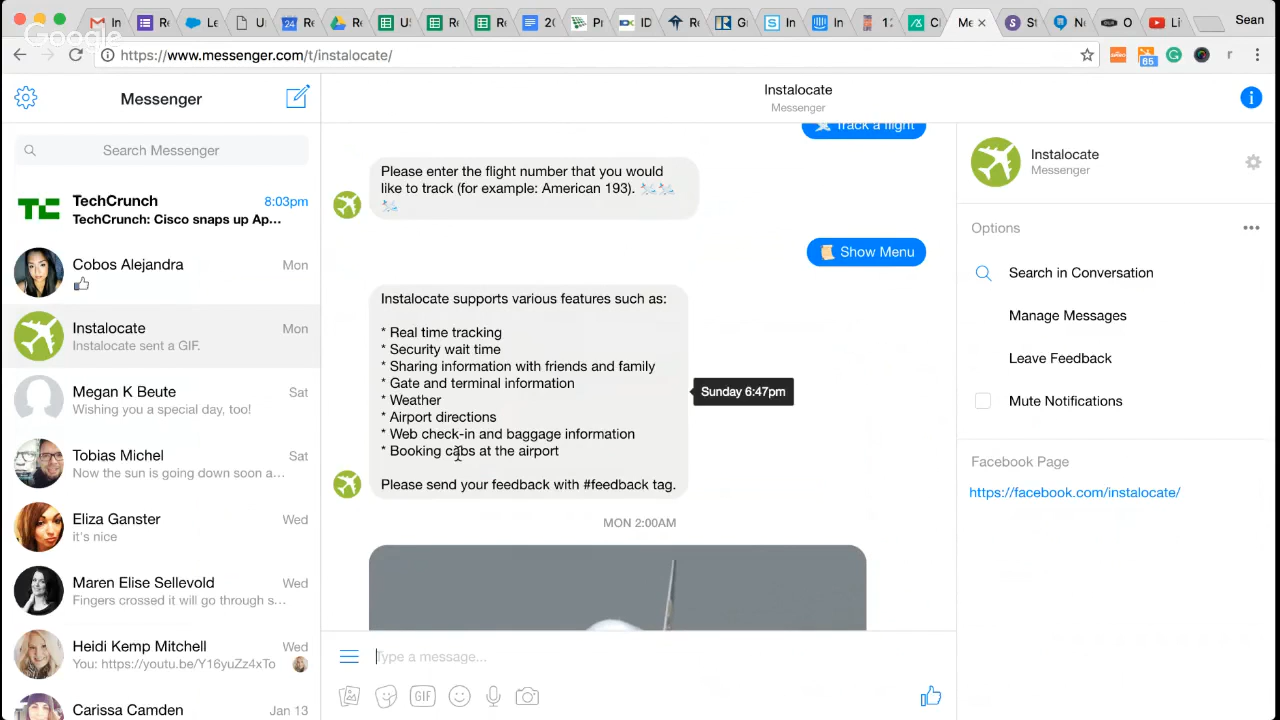 Google
Sean
https://www.messenger.com/t/instalocate/
65
Messenger
Search Messenger
TechCrunch
8:03pm
TechCrunch: Cisco snaps up Ap...
Cobos Alejandra
Mon
Instalocate
Mon
Instalocate sent a GIF.
Megan K Beute
Sat
Wishing you a special day, too!
Tobias Michel
Sat
Now the sun is going down soon a...
Eliza Ganster
Wed
it's nice
Maren Elise Sellevold
Wed
Fingers crossed it will go through s...
Heidi Kemp Mitchell
Wed
You: https://youtu.be/Y16yuZz4xTo
Carissa Camden
Jan 13
Instalocate
Messenger
Track a flight
Please enter the flight number that you would
like to track (for example: American 193).
Show Menu
Instalocate supports various features such as:
* Real time tracking
* Security wait time
* Sharing information with friends and family
* Gate and terminal information
* Weather
* Airport directions
* Web check-in and baggage information
* Booking cabs at the airport
Please send your feedback with #feedback tag.
Sunday 6:47pm
MON 2:00AM
Type a message...
GIF
Instalocate
Messenger
Options
Search in Conversation
Manage Messages
Leave Feedback
Mute Notifications
Facebook Page
https://facebook.com/instalocate/